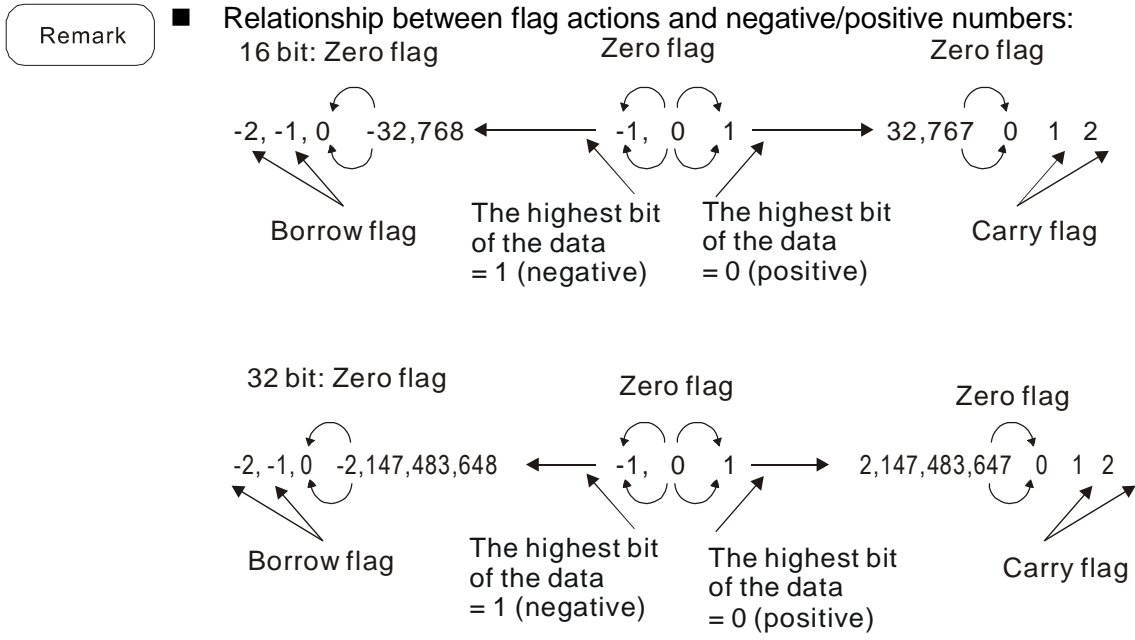 Remark
■ Relationship between flag actions and negative/positive numbers:
16 bit: Zero flag Zero flag Zero flag
-2, -1, 0 -32,768 -1, 0 1 32,767 0 1 2
Borrow flag
The highest bit
of the data
= 1 (negative)
The highest bit
of the data
= 0 (positive)
Carry flag
32 bit: Zero flag Zero flag Zero flag
-2, -1, 0 -2,147,483,648 -1, 0 1 2,147,483,647 0 1 2
Borrow flag
The highest bit
of the data
= 1 (negative)
The highest bit
of the data
= 0 (positive)
Carry flag